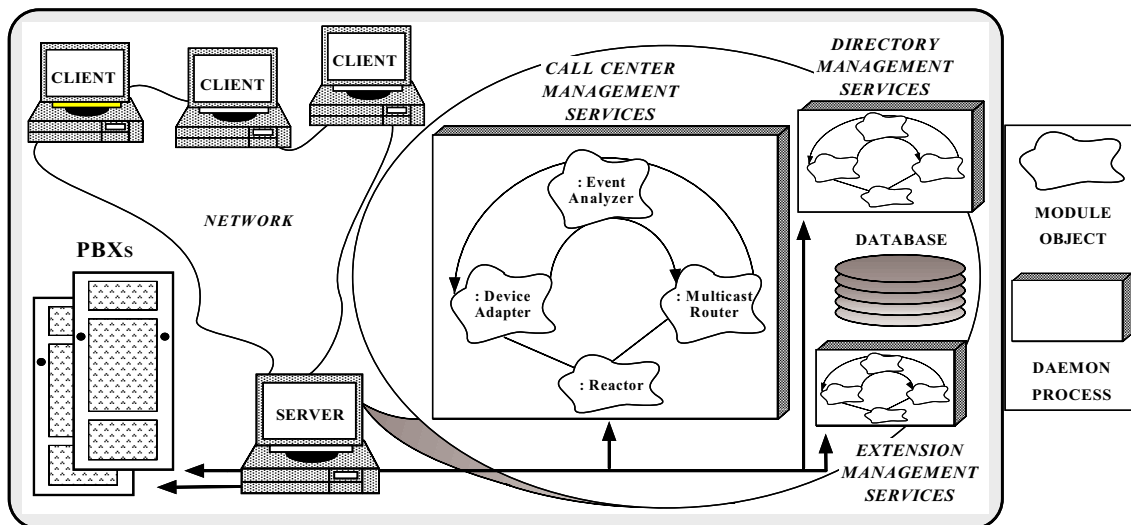 CLIENT
CLIENT
CLIENT
NETWORK
PBXS
SERVER
CALL CENTER
MANAGEMENT
SERVICES
: Event
Analyzer
: Device
Adapter
: Multicast
Router
: Reactor
DIRECTORY
MANAGEMENT
SERVICES
DATABASE
EXTENSION
MANAGEMENT
SERVICES
MODULE
OBJECT
DAEMON
PROCESS